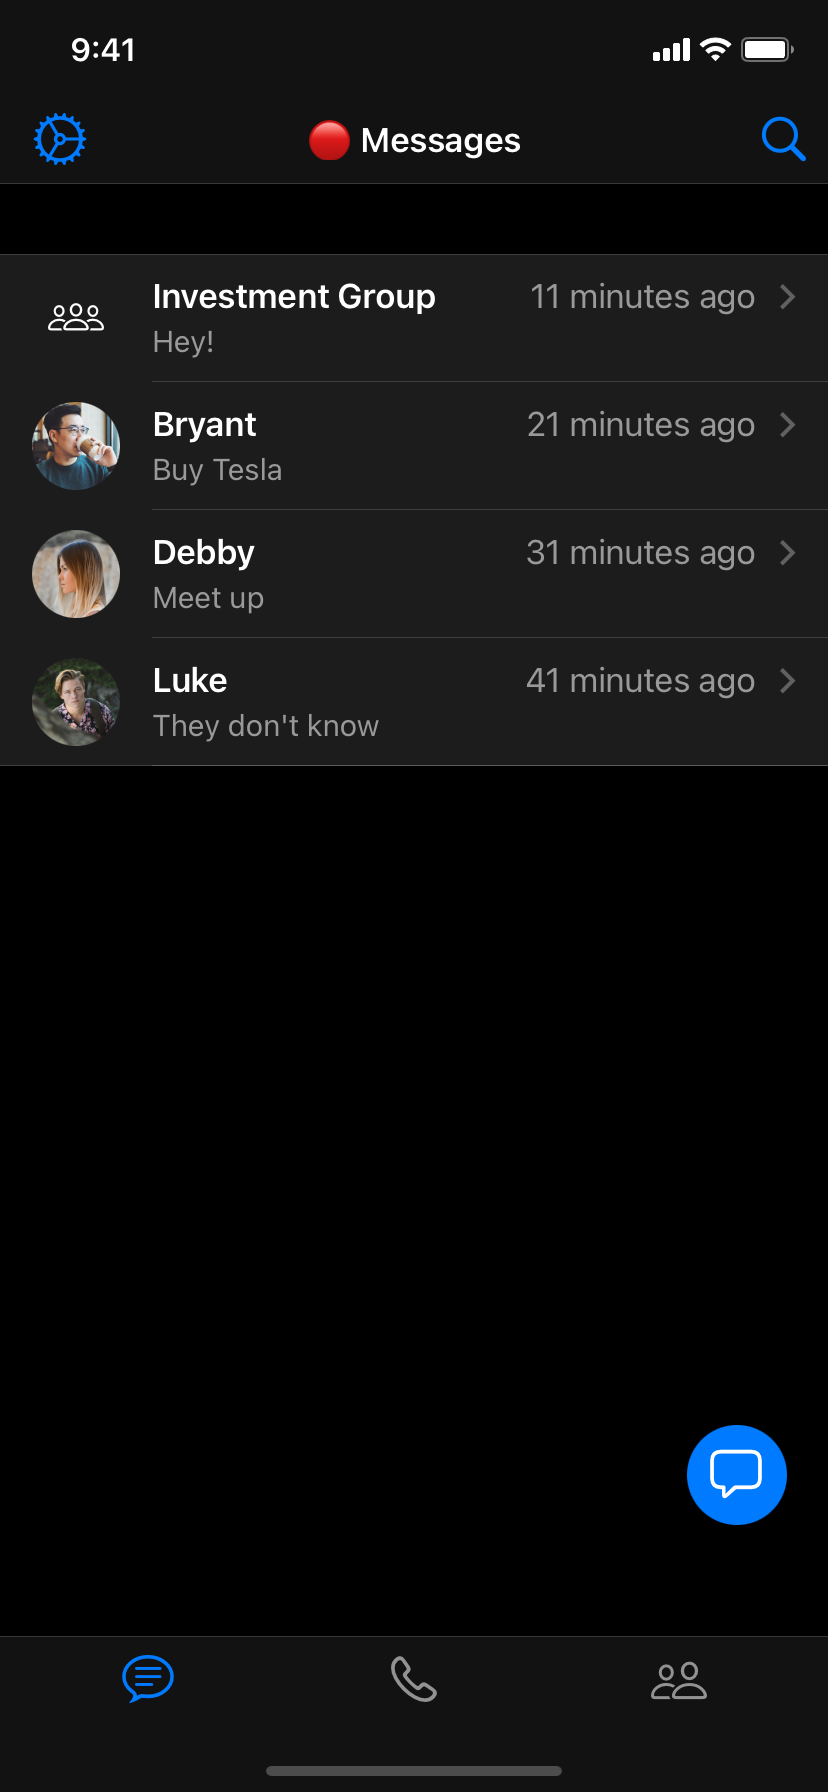 9:41
Messages
Investment Group 11 minutes ago
Hey!
Bryant 21 minutes ago
Buy Tesla
Debby 31 minutes ago
Meet up
Luke 41 minutes ago
They don't know